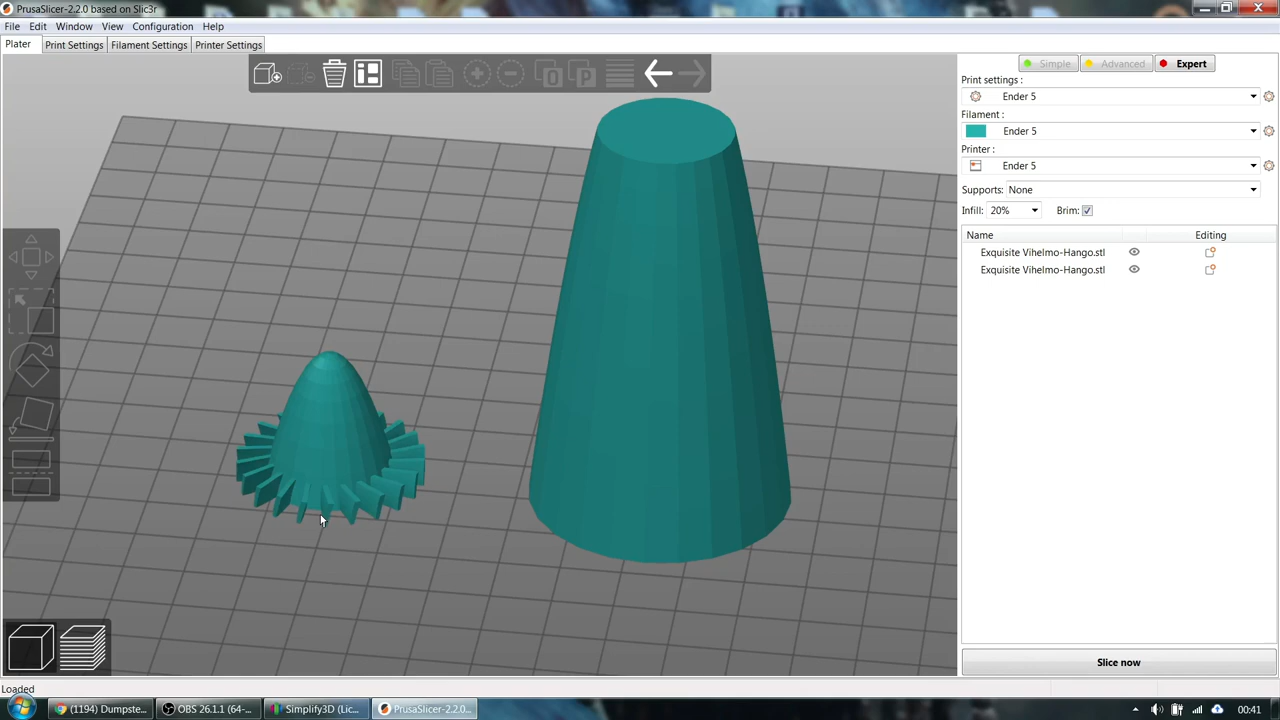 PrusaSlicer-2.2.0 based on Slic3r
File Edit Window View Configuration Help
Plater Print Settings Filament Settings Printer Settings
O P
Simple Advanced Expert
Print settings :
Ender 5
Filament :
Ender 5
Printer :
Ender 5
Supports: None
Infill: 20% Brim:
Name Editing
Exquisite Vihelmo-Hango.stl
Exquisite Vihelmo-Hango.stl
Slice now
Loaded
(1194) Dumpste... OBS 26.1.1 (64-... Simplify3D (Lic... PrusaSlicer-2.2.0... 00:41